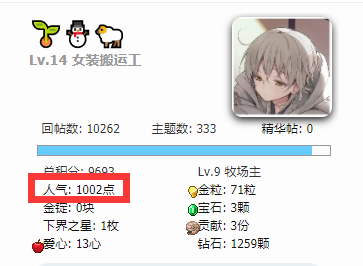 Lv.14 女装搬运工
回帖数: 10262 主题数: 333 精华帖: 0
总积分: 9693 Lv.9 牧场主
人气: 1002点 金粒: 71粒
金锭: 0块 宝石: 3颗
下界之星: 1枚 贡献: 3份
爱心: 13心 钻石: 1259颗